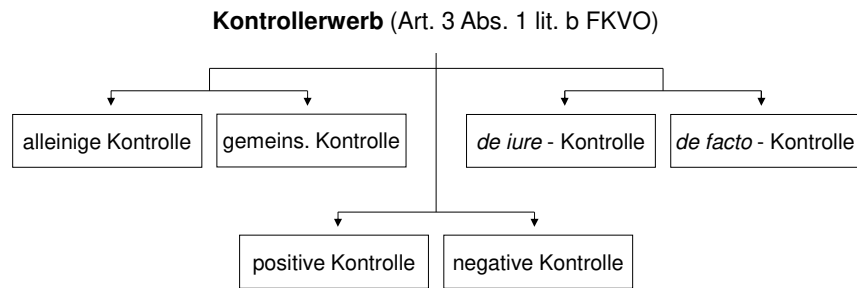 Kontrollerwerb (Art. 3 Abs. 1 lit. b FKVO)
alleinige Kontrolle
gemeins. Kontrolle
de iure - Kontrolle
de facto - Kontrolle
positive Kontrolle
negative Kontrolle